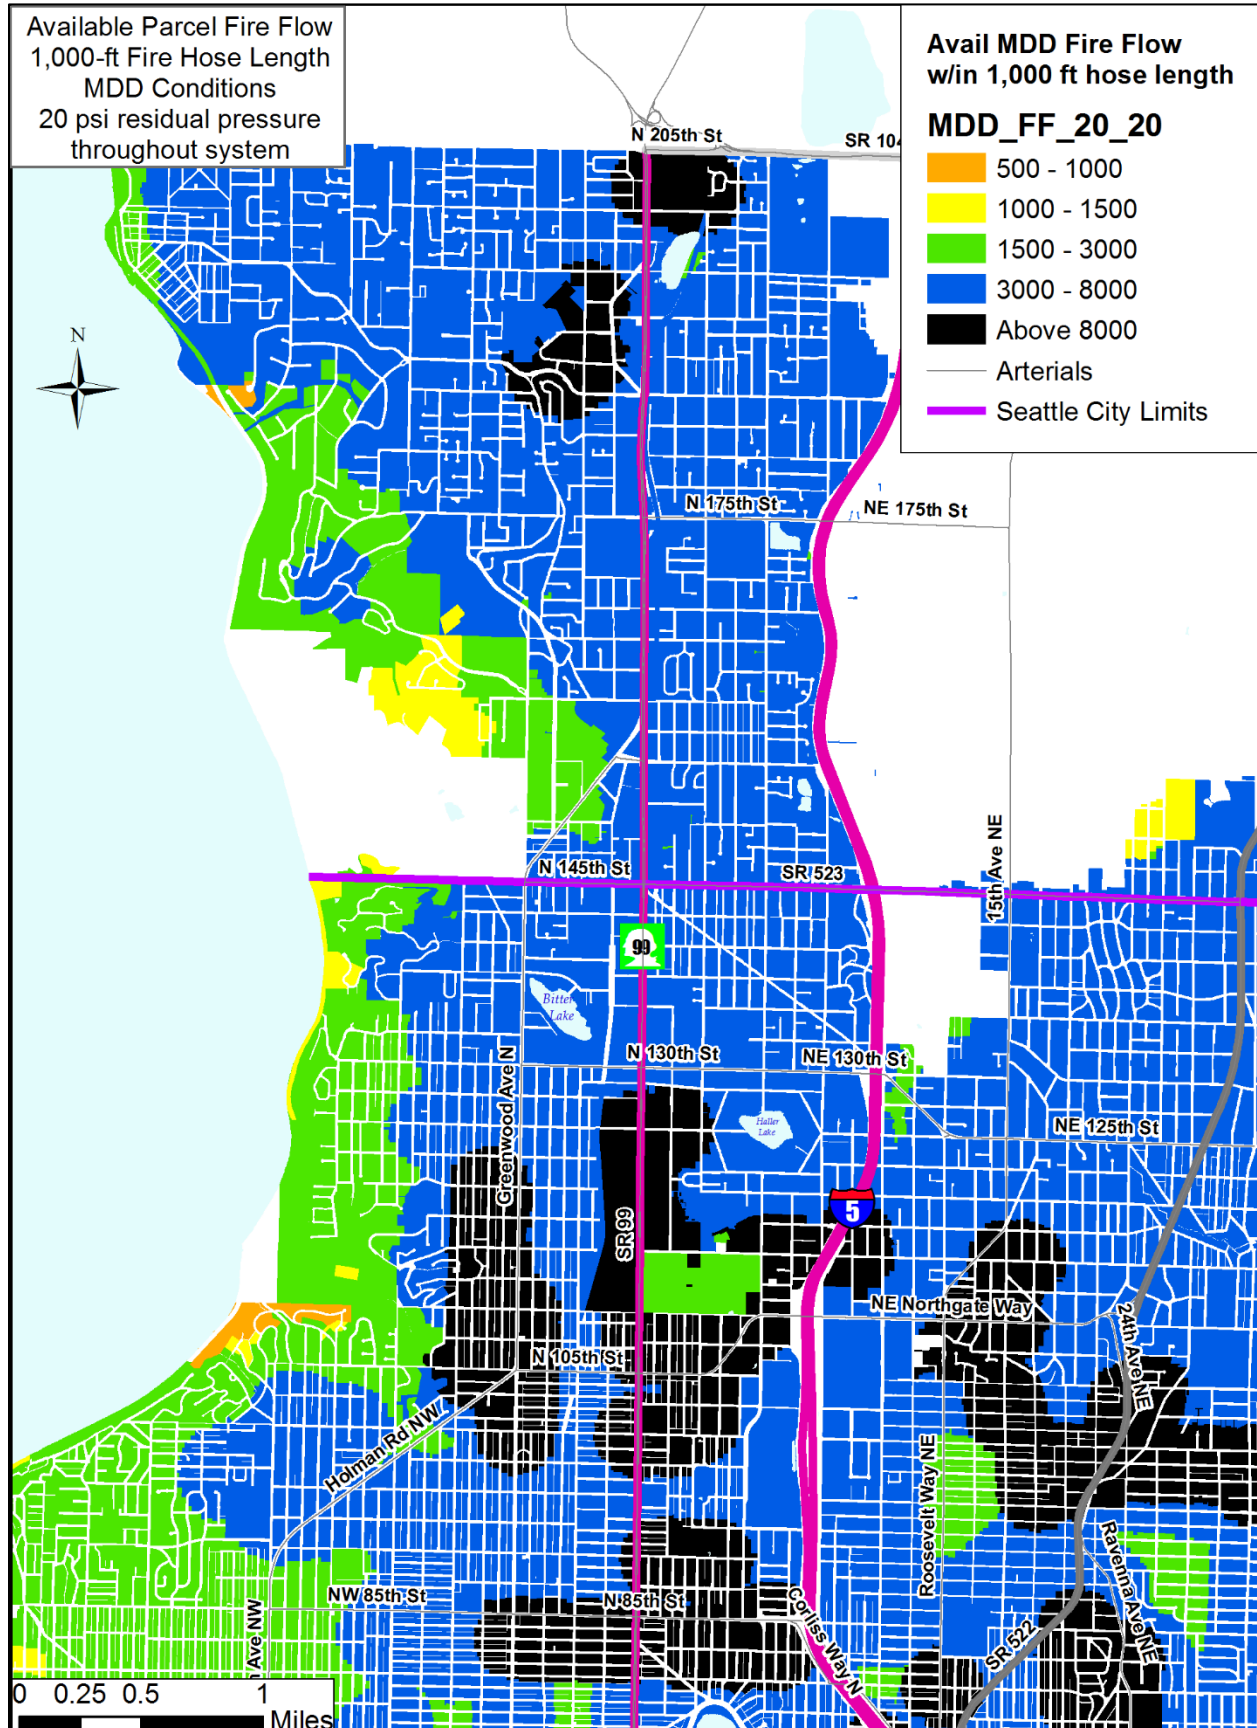 Available Parcel Fire Flow
1,000-ft Fire Hose Length
MDD Conditions
20 psi residual pressure
throughout system
Avail MDD Fire Flow
w/in 1,000 ft hose length
MDD_FF_20_20
500 - 1000
1000 - 1500
1500 - 3000
3000 - 8000
Above 8000
Arterials
Seattle City Limits
N 205th St
SR 104
N
N 175th St
NE 175th St
15th Ave NE
N 145th St
SR 523
99
Bitter
Lake
N 130th St
NE 130th St
Greenwood Ave N
Haller
Lake
NE 125th St
5
SR 99
NE Northgate Way
24th Ave NE
N 105th St
Holman Rd NW
Roosevelt Way NE
Ravenna Ave NE
NW 85th St
N 85th St
Corliss Way N
SR 522
Ave NW
0 0.25 0.5 1
Miles